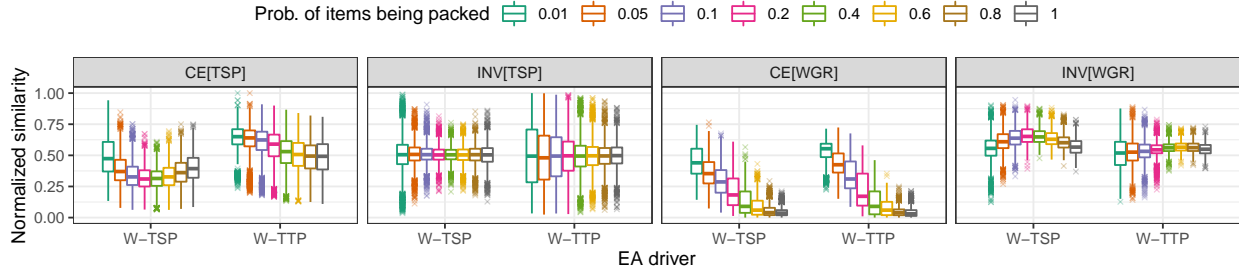 Prob. of items being packed 0.01 0.05 0.1 0.2 0.4 0.6 0.8 1
CE[TSP] INV[TSP] CE[WGR] INV[WGR]
Normalized similarity
1.00
0.75
0.50
0.25
0.00
W−TSP W−TTP W−TSP W−TTP W−TSP W−TTP W−TSP W−TTP
EA driver